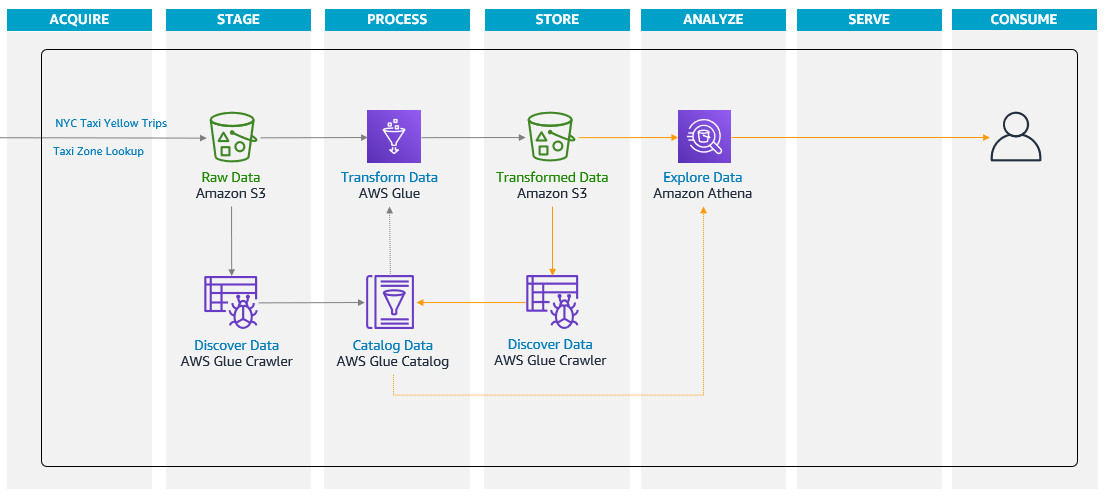 ACQUIRE
STAGE
PROCESS
STORE
ANALYZE
SERVE
CONSUME
NYC Taxi Yellow Trips
Taxi Zone Lookup
Raw Data
Amazon S3
Transform Data
AWS Glue
Transformed Data
Amazon S3
Explore Data
Amazon Athena
Discover Data
AWS Glue Crawler
Catalog Data
AWS Glue Catalog
Discover Data
AWS Glue Crawler